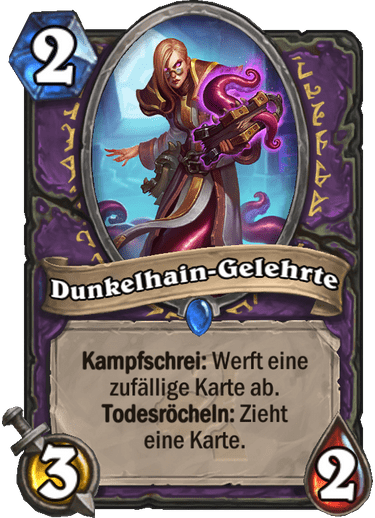 2
Dunkelhain-Gelehrte
Kampfschrei: Werft eine
zufällige Karte ab.
Todesröcheln: Zieht
eine Karte.
3
2